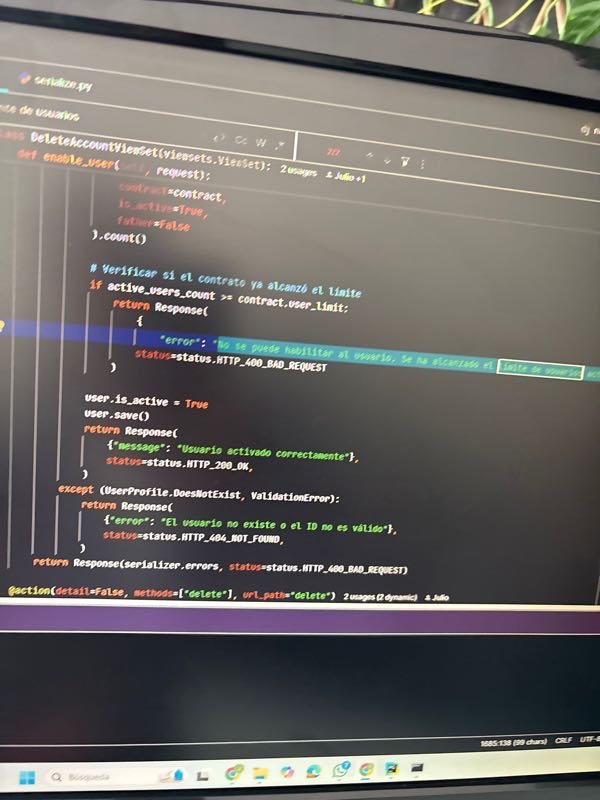 serialize.py
de usuarios
Cc W .*
7/7
class DeleteAccountViewSet(viewsets.ViewSet): 2 usages Julio +1
def enable_user(self, request):
contract=contract,
is_active=True,
father=False
).count()
# Verificar si el contrato ya alcanzó el límite
if active_users_count >= contract.user_limit:
return Response(
{
"error": "No se puede habilitar al usuario. Se ha alcanzado el límite de usuarios
status=status.HTTP_400_BAD_REQUEST
)
user.is_active = True
user.save()
return Response(
{"message": "Usuario activado correctamente"},
status=status.HTTP_200_OK,
)
except (UserProfile.DoesNotExist, ValidationError):
return Response(
{"error": "El usuario no existe o el ID no es válido"},
status=status.HTTP_404_NOT_FOUND,
)
return Response(serializer.errors, status=status.HTTP_400_BAD_REQUEST)
@action(detail=False, methods=["delete"], url_path="delete") 2 usages (2 dynamic) Julio
1685:138 (99 chars) CRLF UTF-8
Búsqueda